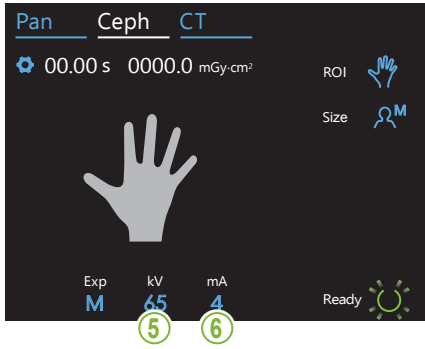 Pan Ceph CT
00.00 s 0000.0 mGy·cm²
ROI
Size M
Exp kV mA
M 65 4
Ready
5 6